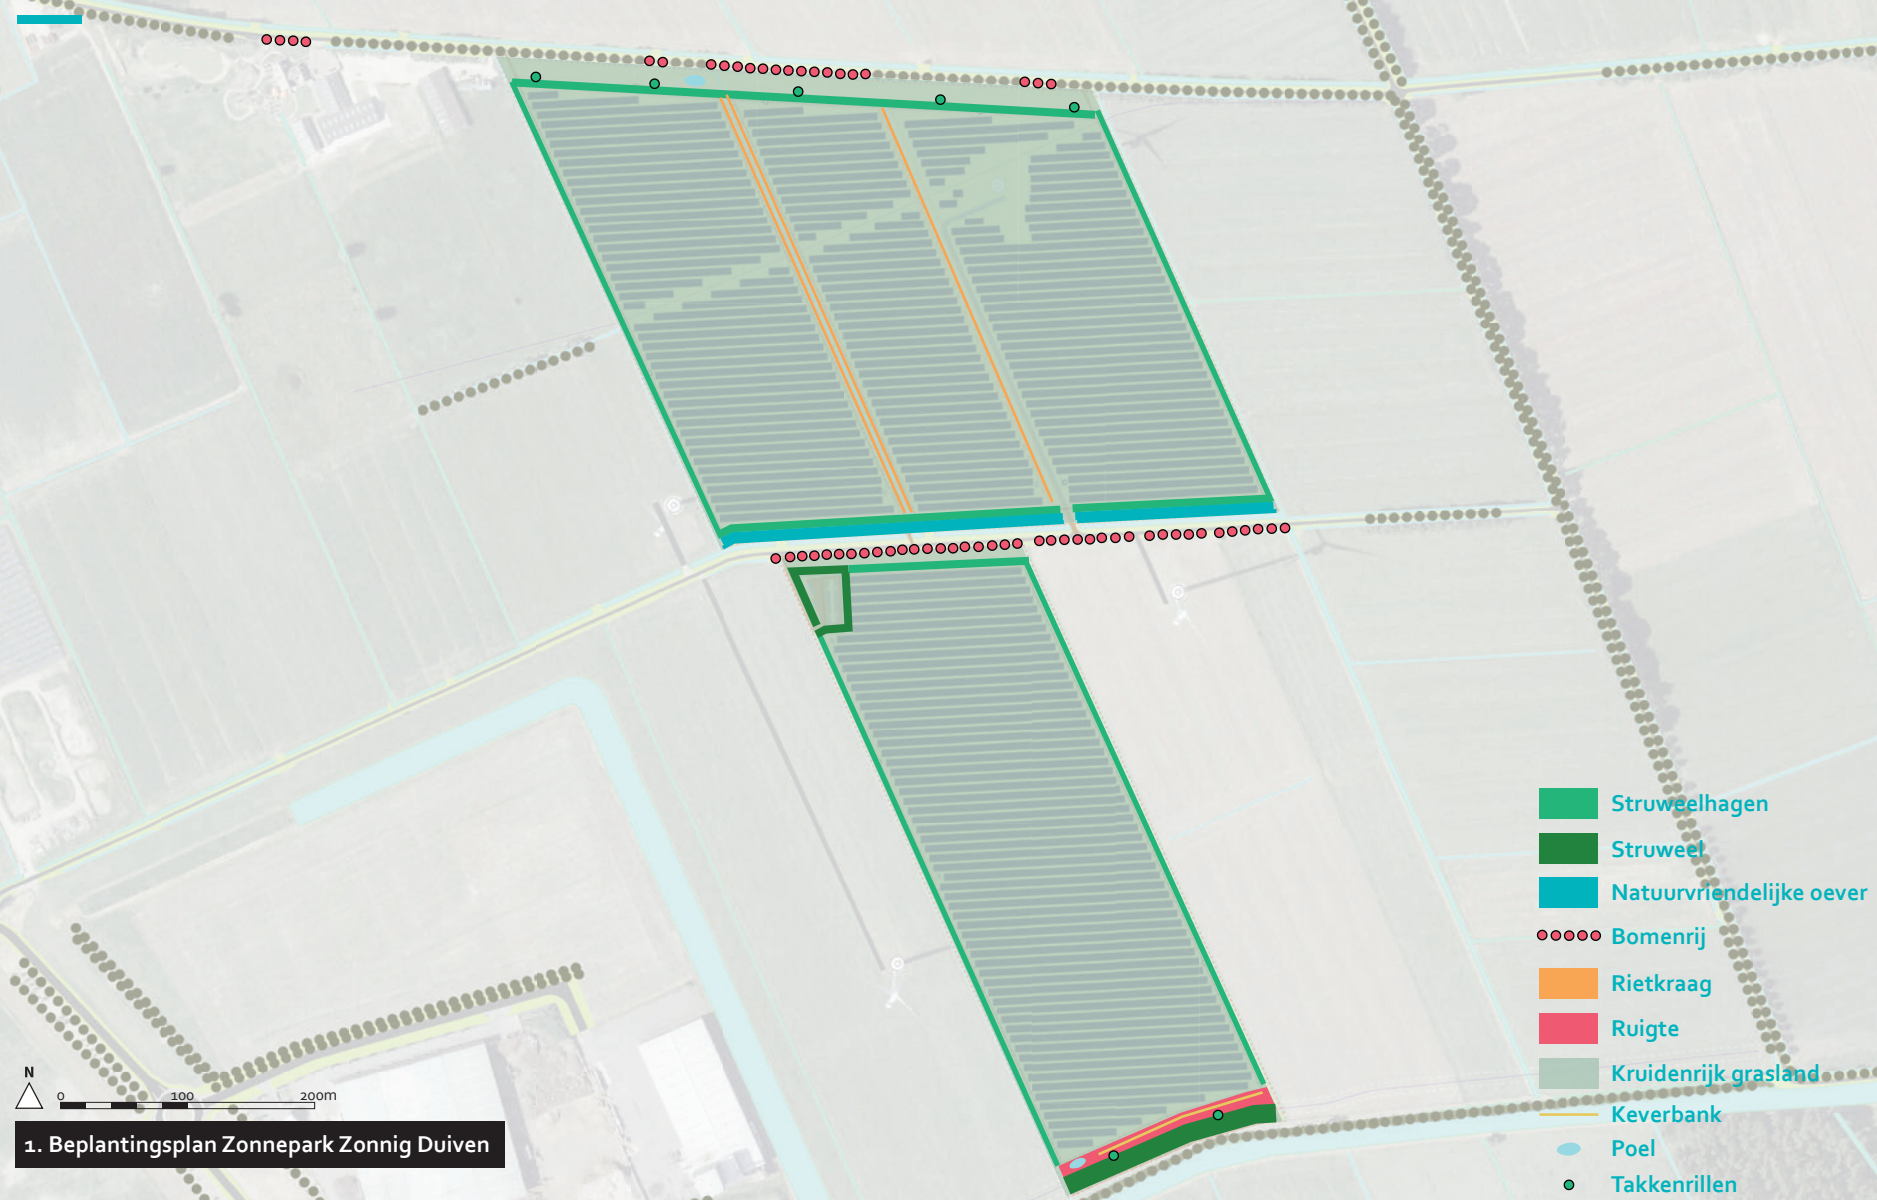 Struweelhagen
Struweel
Natuurvriendelijke oever
Bomenrij
Rietkraag
Ruigte
Kruidenrijk grasland
Keverbank
Poel
Takkenrillen
N
0 100 200m
1. Beplantingsplan Zonnepark Zonnig Duiven